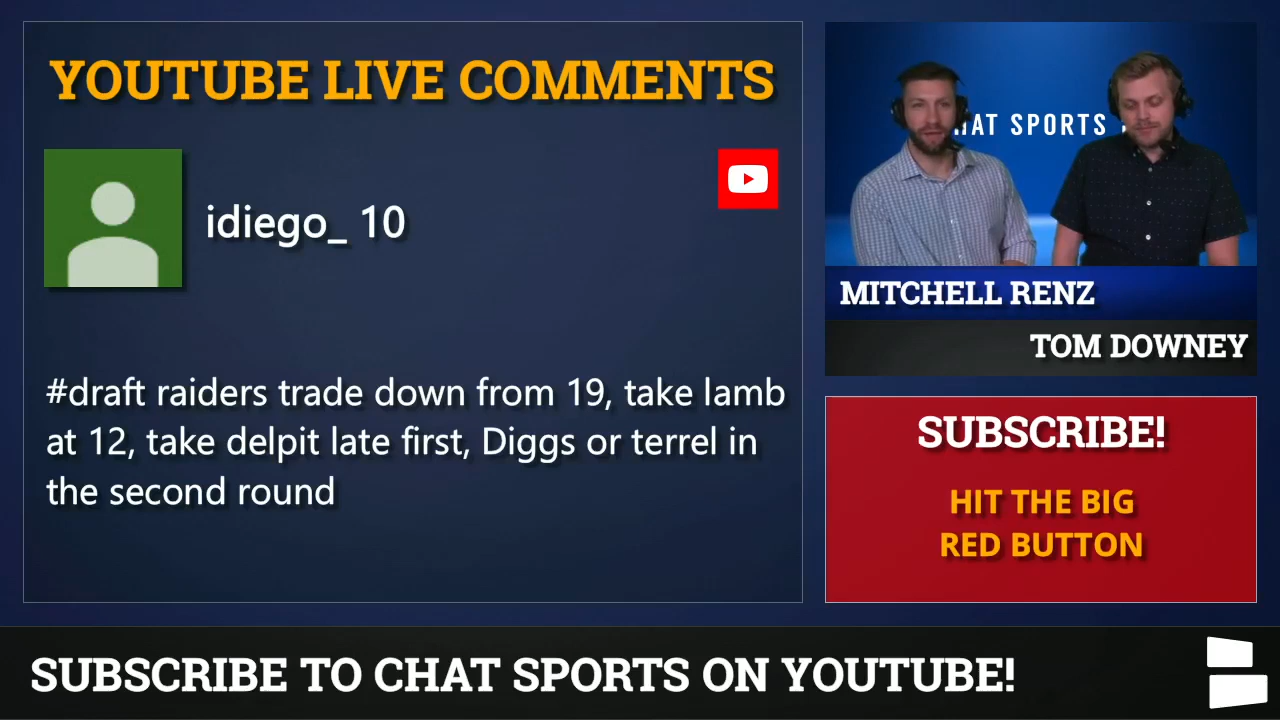 YOUTUBE LIVE COMMENTS
idiego_ 10
#draft raiders trade down from 19, take lamb
at 12, take delpit late first, Diggs or terrel in
the second round
HAT SPORTS
MITCHELL RENZ
TOM DOWNEY
SUBSCRIBE!
HIT THE BIG
RED BUTTON
SUBSCRIBE TO CHAT SPORTS ON YOUTUBE!